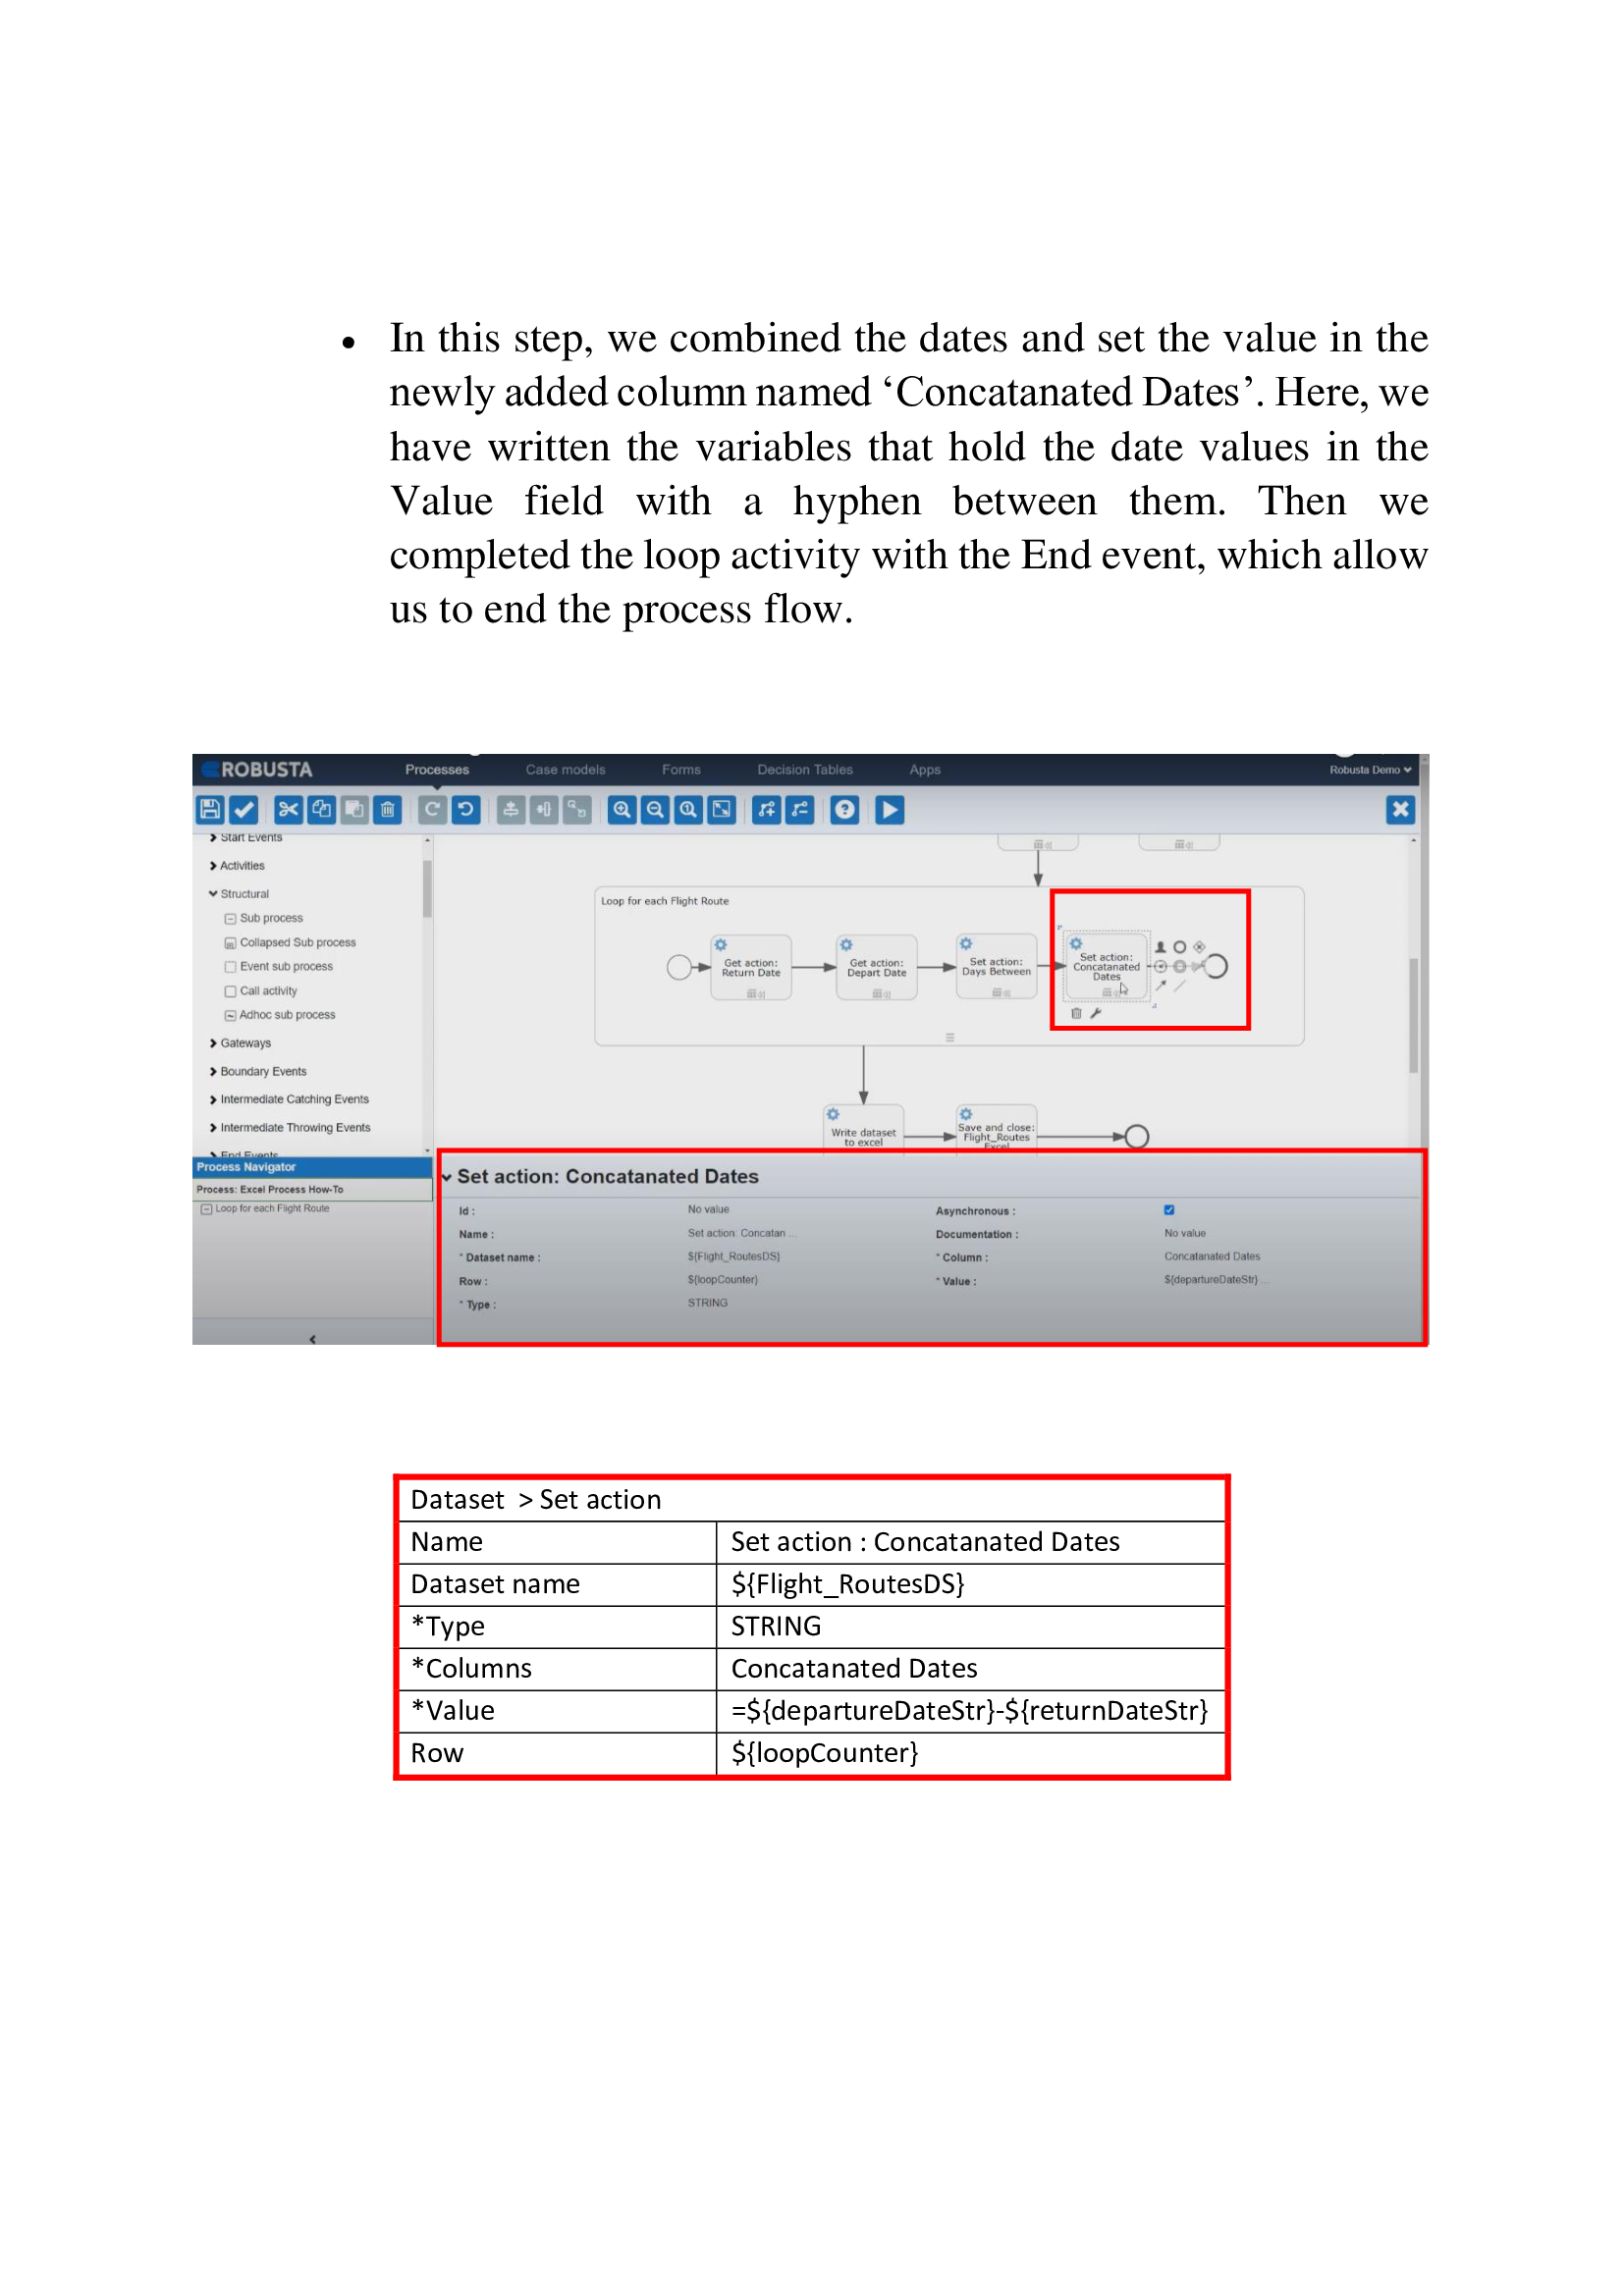 • In this step, we combined the dates and set the value in the
newly added column named ‘Concatanated Dates’. Here, we
have written the variables that hold the date values in the
Value field with a hyphen between them. Then we
completed the loop activity with the End event, which allow
us to end the process flow.
ROBUSTA Processes Case models Forms Decision Tables Apps Robusta Demo
Start Events
Activities
Structural
Sub process
Collapsed Sub process
Event sub process
Call activity
Adhoc sub process
Gateways
Boundary Events
Intermediate Catching Events
Intermediate Throwing Events
End Events
Process Navigator
Process: Excel Process How-To
Loop for each Flight Route
Loop for each Flight Route
Get action:
Return Date
Get action:
Depart Date
Set action:
Days Between
Set action:
Concatanated
Dates
Write dataset
to excel
Save and close:
Flight_Routes
Excel
Set action: Concatanated Dates
Id : No value Asynchronous :
Name : Set action: Concatan ... Documentation : No value
* Dataset name : ${Flight_RoutesDS} * Column : Concatanated Dates
Row : ${loopCounter} * Value : ${departureDateStr} ...
* Type : STRING
Dataset > Set action
Name Set action : Concatanated Dates
Dataset name ${Flight_RoutesDS}
*Type STRING
*Columns Concatanated Dates
*Value =${departureDateStr}-${returnDateStr}
Row ${loopCounter}